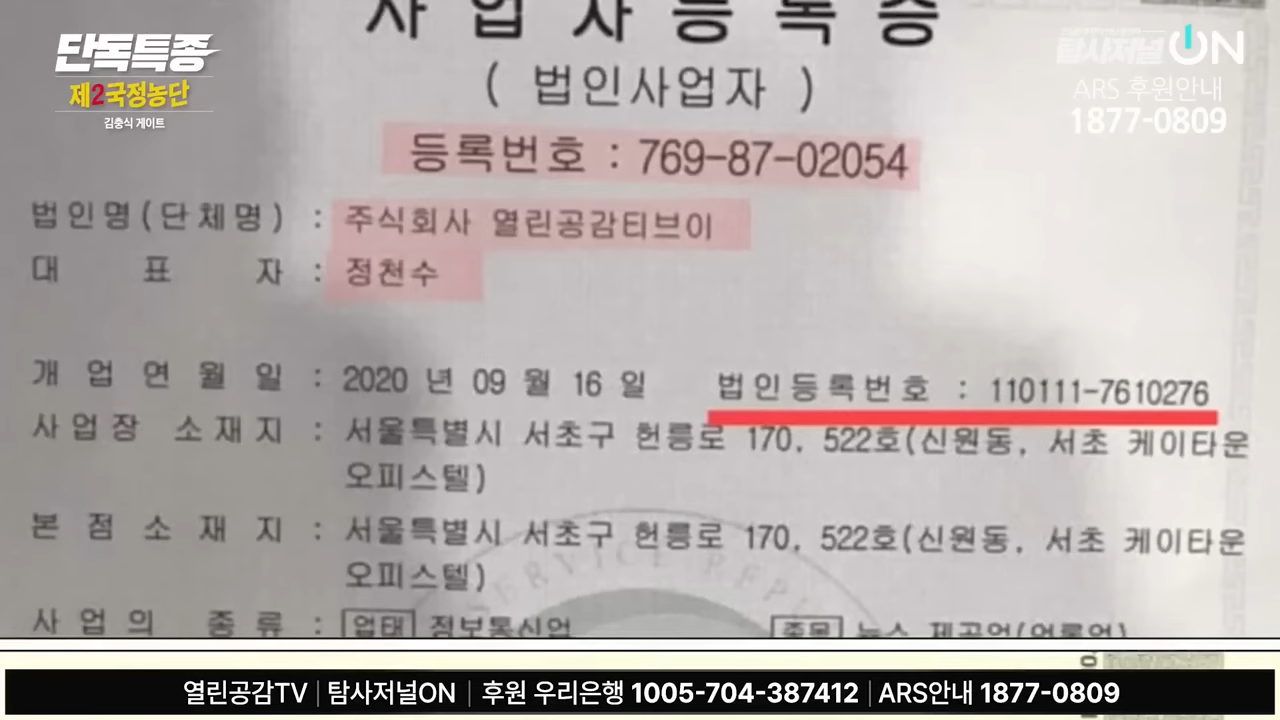 사업자등록증
단독특종
제2국정농단
김충식 게이트
탐사저널ON
ARS 후원안내
1877-0809
( 법인사업자 )
등록번호 : 769-87-02054
법인명(단체명) : 주식회사 열린공감티브이
대표자 : 정천수
개업연월일 : 2020 년 09 월 16 일 법인등록번호 : 110111-7610276
사업장 소재지 : 서울특별시 서초구 헌릉로 170, 522호(신원동, 서초 케이타운
오피스텔)
본점소재지 : 서울특별시 서초구 헌릉로 170, 522호(신원동, 서초 케이타운
오피스텔)
SERVICE REPU
사업의 종류 : 업태 정보통신업 종목 뉴스 제공업(언론업)
열린공감TV | 탐사저널ON | 후원 우리은행 1005-704-387412 | ARS안내 1877-0809